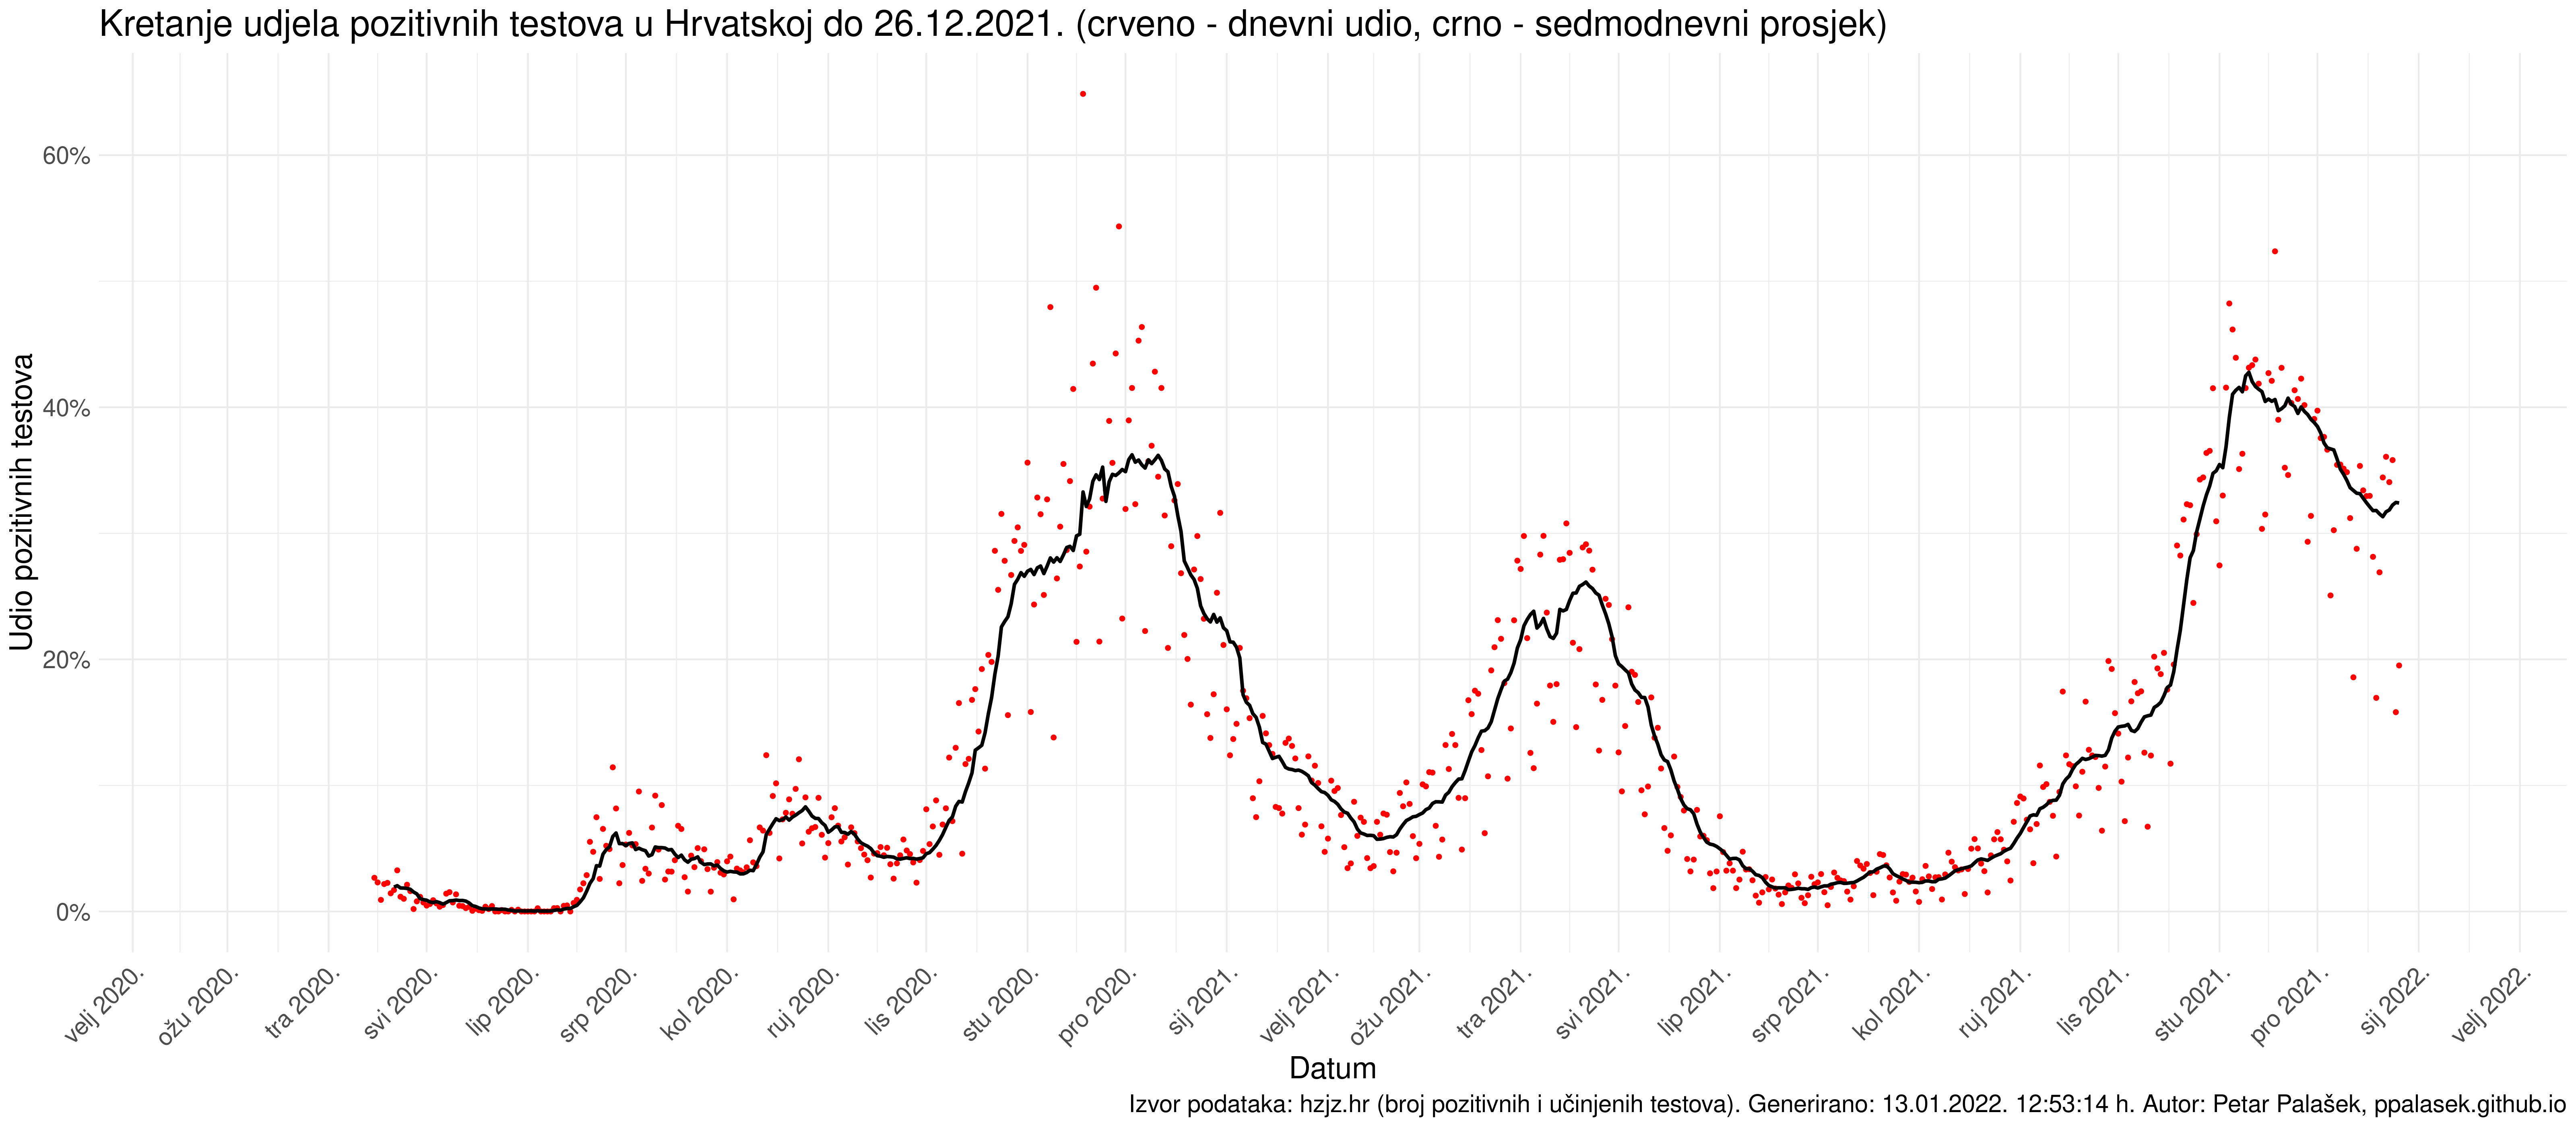 Kretanje udjela pozitivnih testova u Hrvatskoj do 26.12.2021. (crveno - dnevni udio, crno - sedmodnevni prosjek)
Udio pozitivnih testova
60%
40%
20%
0%
velj 2020.
ožu 2020.
tra 2020.
svi 2020.
lip 2020.
srp 2020.
kol 2020.
ruj 2020.
lis 2020.
stu 2020.
pro 2020.
sij 2021.
velj 2021.
ožu 2021.
tra 2021.
svi 2021.
lip 2021.
srp 2021.
kol 2021.
ruj 2021.
lis 2021.
stu 2021.
pro 2021.
sij 2022.
velj 2022.
Datum
Izvor podataka: hzjz.hr (broj pozitivnih i učinjenih testova). Generirano: 13.01.2022. 12:53:14 h. Autor: Petar Palašek, ppalasek.github.io